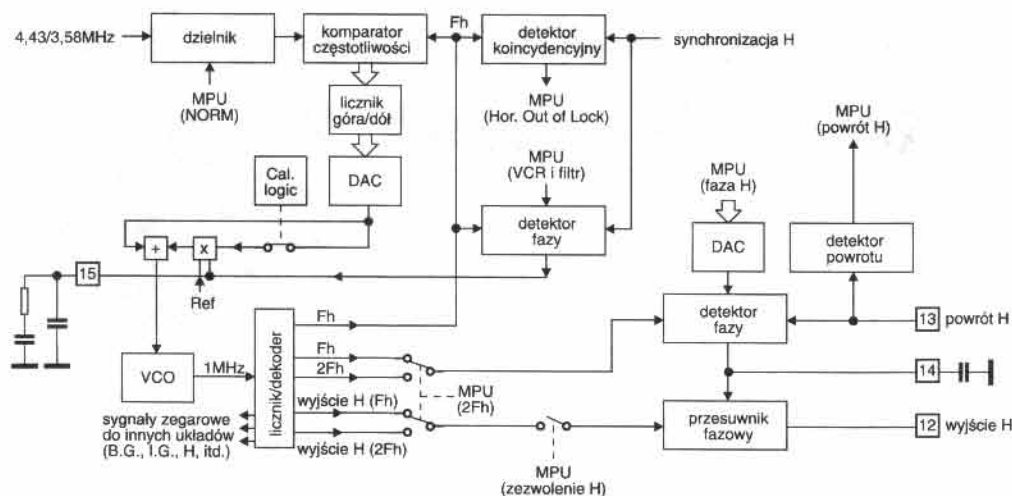 4,43/3,58MHz
dzielnik
komparator
częstotliwości
Fh
detektor
koincydencyjny
synchronizacja H
MPU
(NORM)
licznik
góra/dół
MPU
(Hor. Out of Lock)
MPU
(powrót H)
Cal.
logic
DAC
MPU
(VCR i filtr)
MPU
(faza H)
detektor
fazy
DAC
detektor
powrotu
+
x
15
Ref
Fh
detektor
fazy
13
powrót H
VCO
1MHz
licznik/dekoder
Fh
2Fh
14
MPU
(2Fh)
wyjście H (Fh)
sygnały zegarowe
do innych układów
(B.G., I.G., H, itd.)
wyjście H (2Fh)
przesuwnik
fazowy
12
wyjście H
MPU
(zezwolenie H)